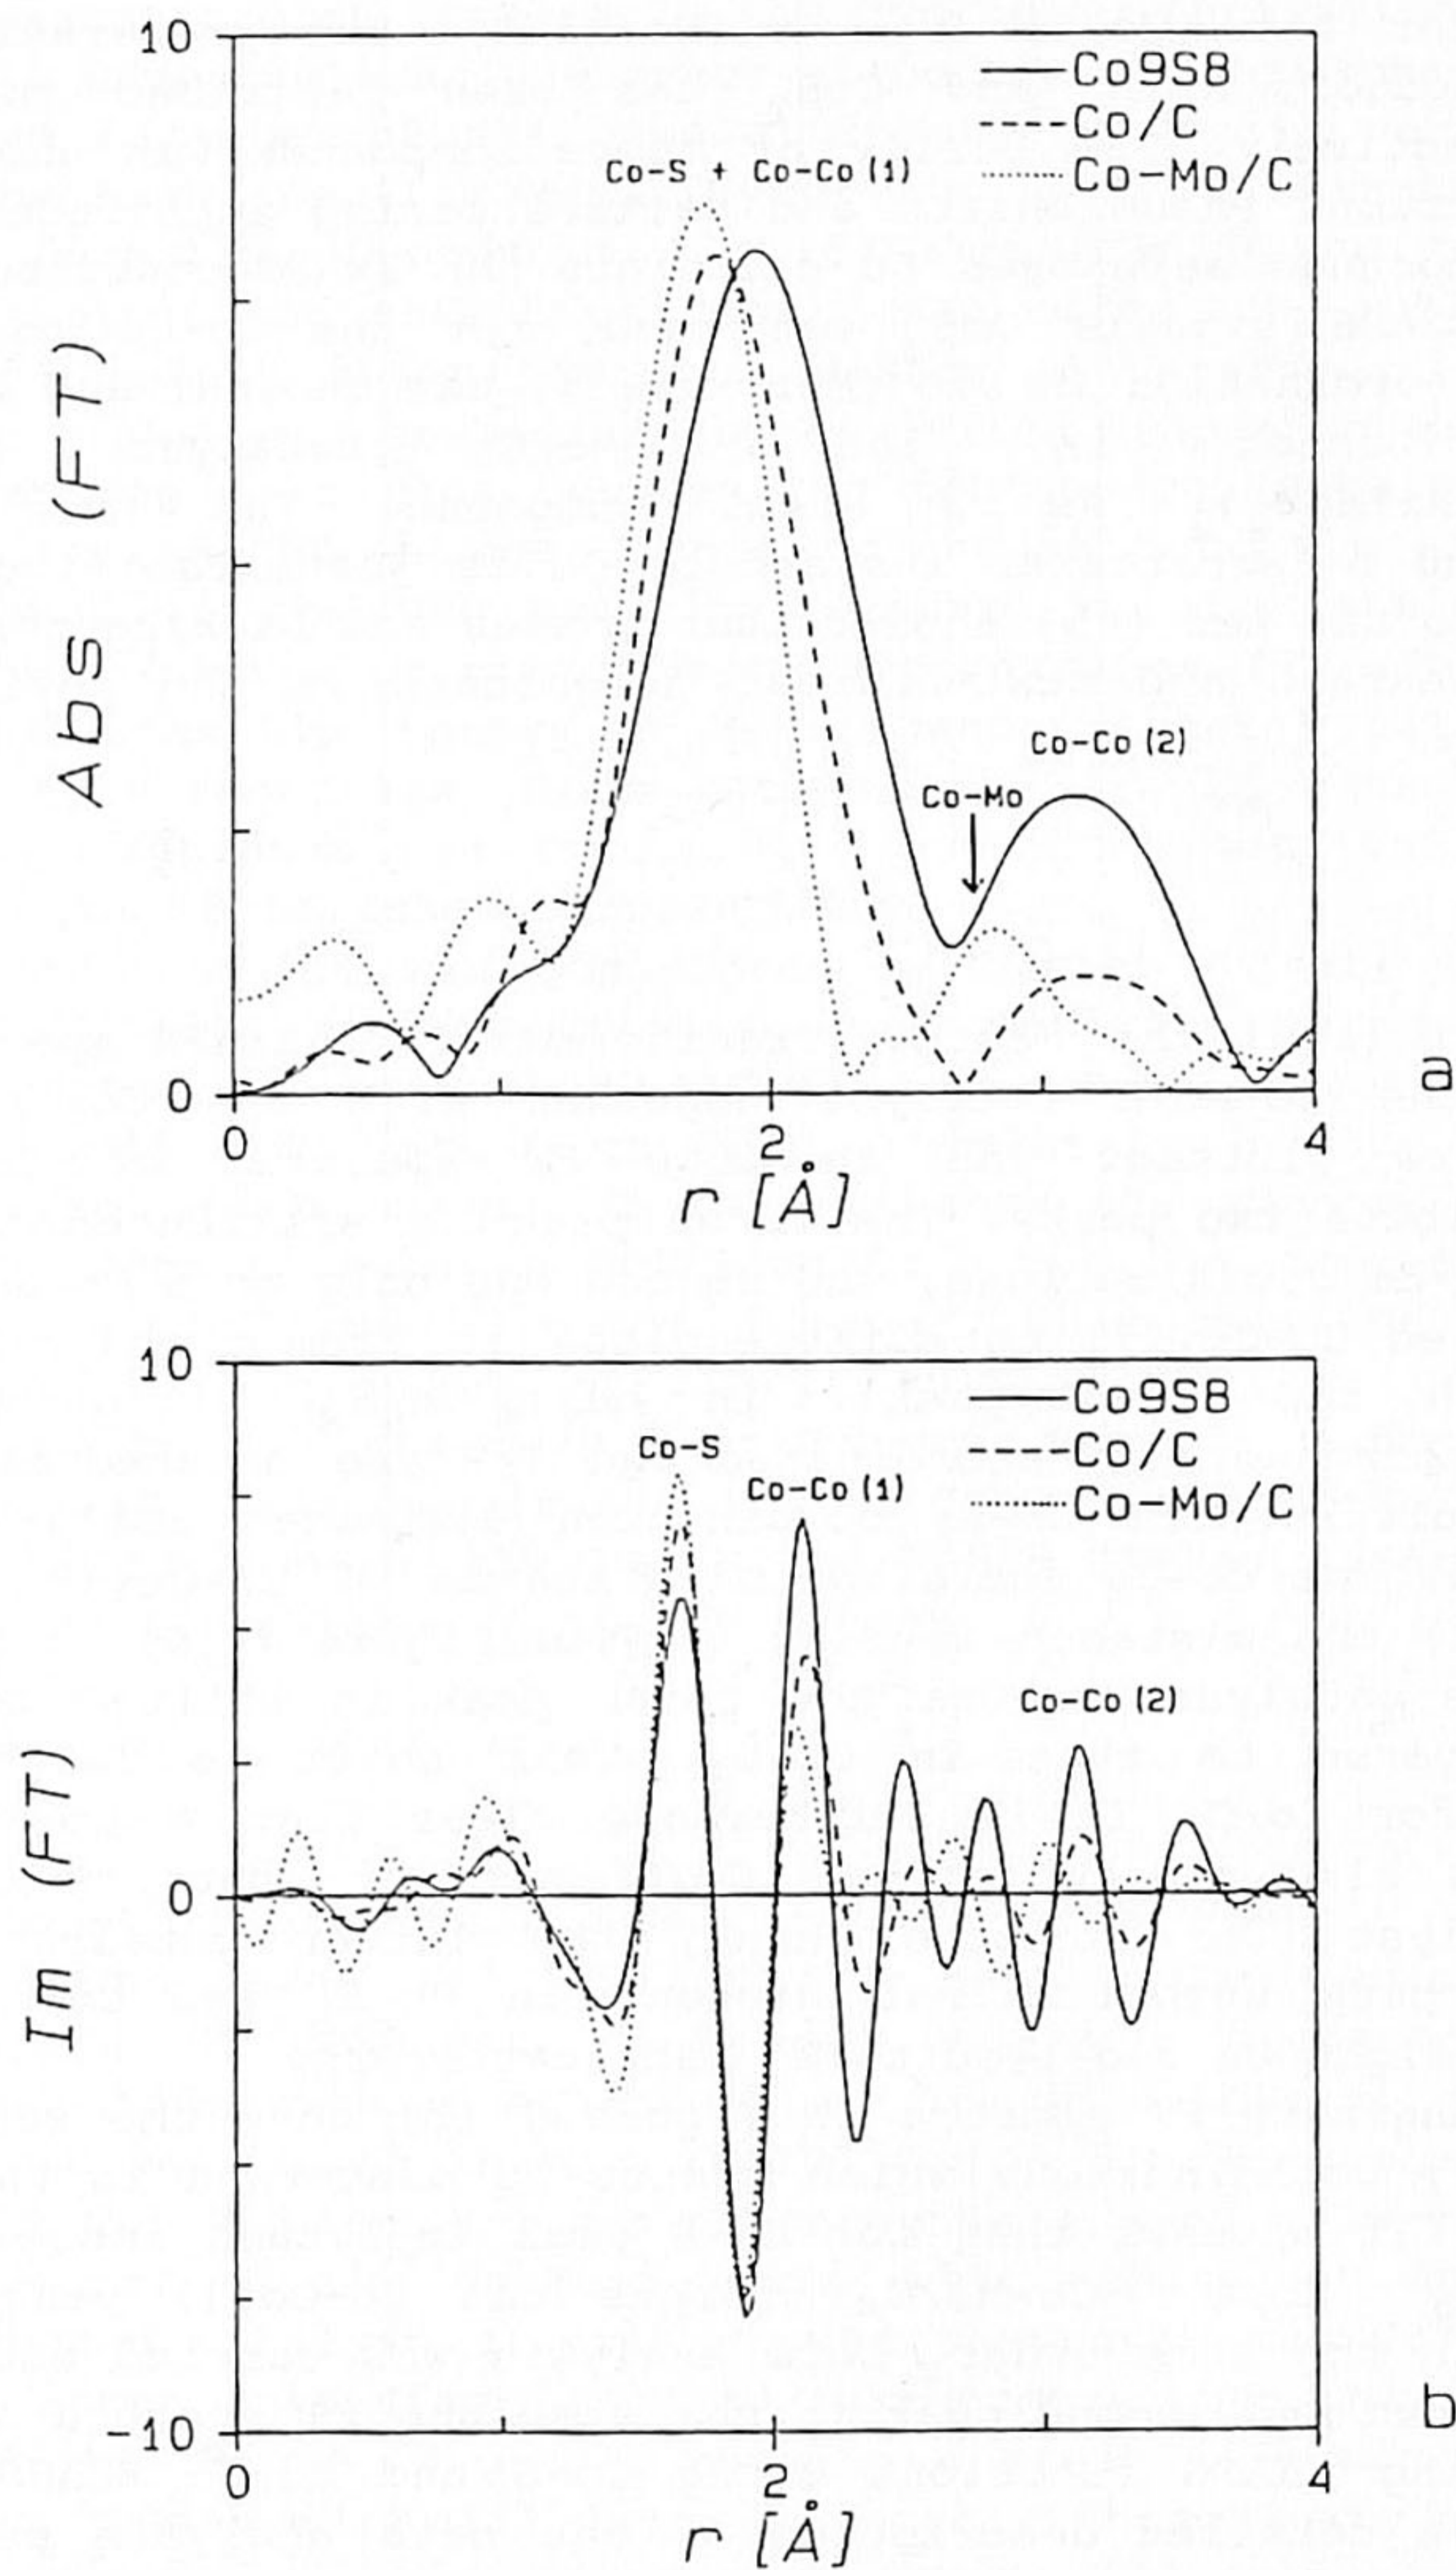 10
Co9S8
Co/C
Co-Mo/C
Co-S + Co-Co (1)
Abs (FT)
Co-Co (2)
Co-Mo
0
0 2 4
r [Å]
a
10
Co9S8
Co/C
Co-Mo/C
Co-S
Co-Co (1)
Co-Co (2)
Im (FT)
0
-10
0 2 4
r [Å]
b